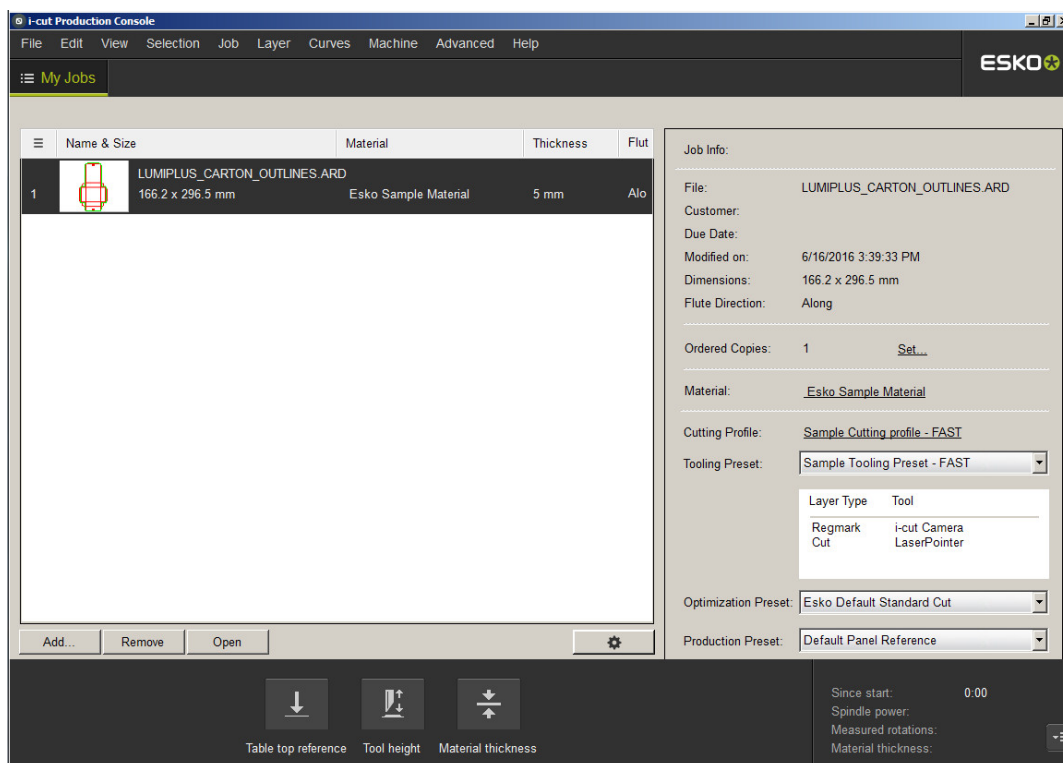 i-cut Production Console
File Edit View Selection Job Layer Curves Machine Advanced Help
ESKO
My Jobs
Name & Size Material Thickness Flut
LUMIPLUS_CARTON_OUTLINES.ARD
1 166.2 x 296.5 mm Esko Sample Material 5 mm Alo
Add... Remove Open
Job Info:
File: LUMIPLUS_CARTON_OUTLINES.ARD
Customer:
Due Date:
Modified on: 6/16/2016 3:39:33 PM
Dimensions: 166.2 x 296.5 mm
Flute Direction: Along
Ordered Copies: 1 Set...
Material: Esko Sample Material
Cutting Profile: Sample Cutting profile - FAST
Tooling Preset: Sample Tooling Preset - FAST
Layer Type Tool
Regmark i-cut Camera
Cut LaserPointer
Optimization Preset: Esko Default Standard Cut
Production Preset: Default Panel Reference
Table top reference Tool height Material thickness
Since start: 0:00
Spindle power:
Measured rotations:
Material thickness: